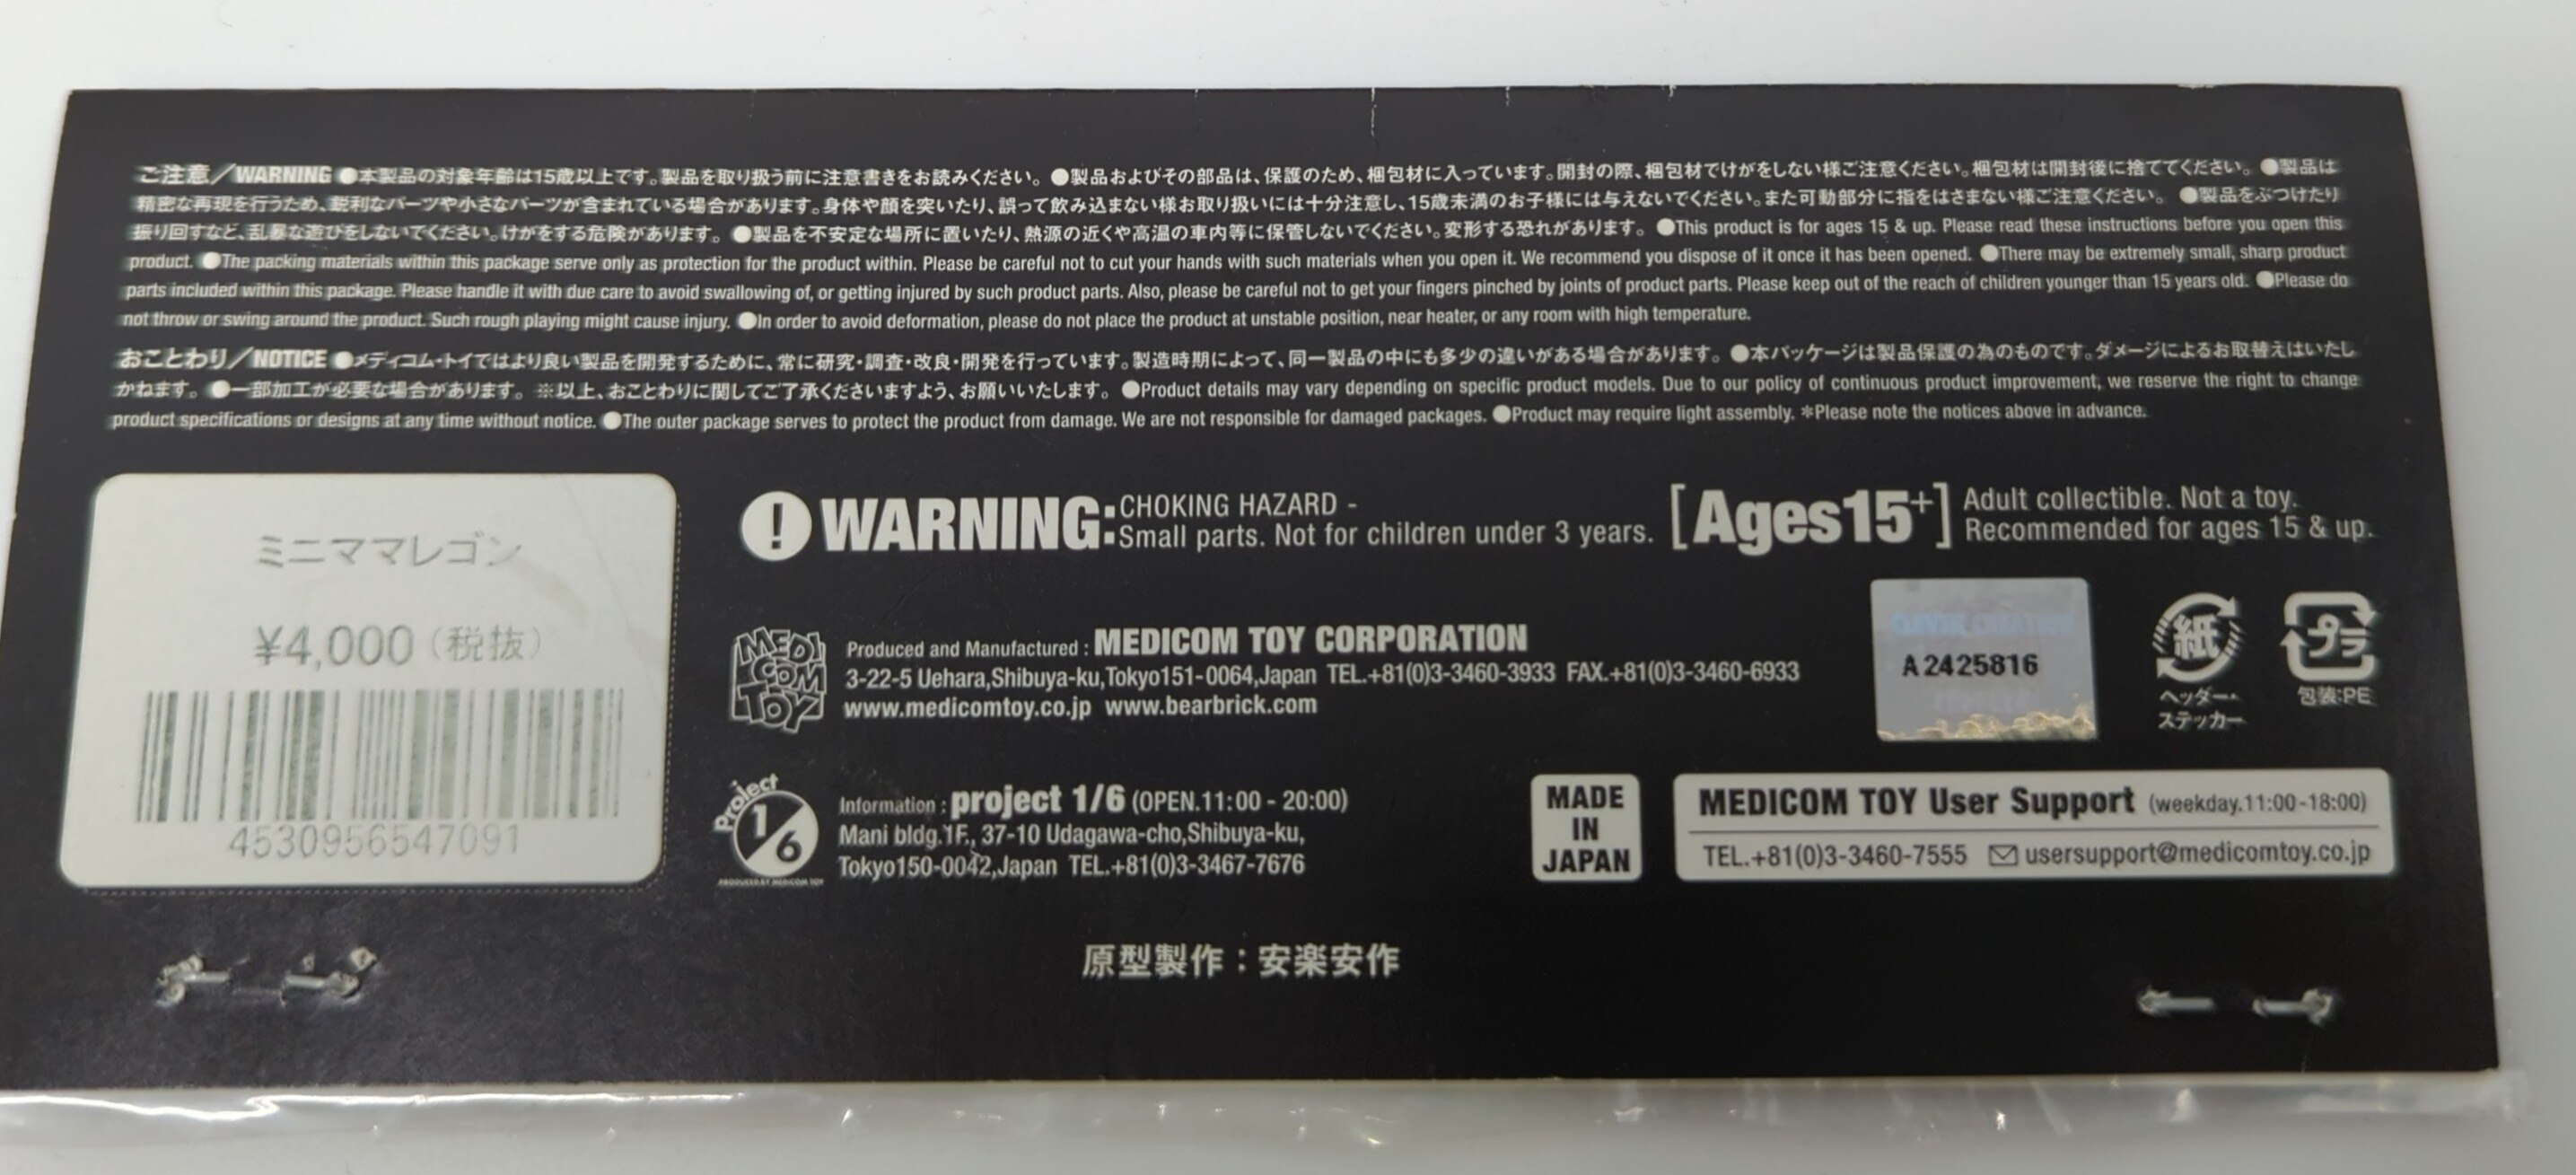 ご注意／WARNING ●本製品の対象年齢は15歳以上です。製品を取り扱う前に注意書きをお読みください。 ●製品およびその部品は、保護のため、梱包材に入っています。開封の際、梱包材でけがをしない様ご注意ください。梱包材は開封後に捨ててください。 ●製品は
精密な再現を行うため、鋭利なパーツや小さなパーツが含まれている場合があります。身体や顔を突いたり、誤って飲み込まない様お取り扱いには十分注意し、15歳未満のお子様には与えないでください。また可動部分に指をはさまない様ご注意ください。 ●製品をぶつけたり
振り回すなど、乱暴な遊びをしないでください。けがをする危険があります。 ●製品を不安定な場所に置いたり、熱源の近くや高温の車内等に保管しないでください。変形する恐れがあります。 ●This product is for ages 15 & up. Please read these instructions before you open this
product. ●The packing materials within this package serve only as protection for the product within. Please be careful not to cut your hands with such materials when you open it. We recommend you dispose of it once it has been opened. ●There may be extremely small, sharp product
parts included within this package. Please handle it with due care to avoid swallowing of, or getting injured by such product parts. Also, please be careful not to get your fingers pinched by joints of product parts. Please keep out of the reach of children younger than 15 years old. ●Please do
not throw or swing around the product. Such rough playing might cause injury. ●In order to avoid deformation, please do not place the product at unstable position, near heater, or any room with high temperature.
おことわり／NOTICE ●メディコム・トイではより良い製品を開発するために、常に研究・調査・改良・開発を行っています。製造時期によって、同一製品の中にも多少の違いがある場合があります。 ●本パッケージは製品保護の為のものです。ダメージによるお取替えはいたし
かねます。 ●一部加工が必要な場合があります。 ※以上、おことわりに関してご了承くださいますよう、お願いいたします。 ●Product details may vary depending on specific product models. Due to our policy of continuous product improvement, we reserve the right to change
product specifications or designs at any time without notice. ●The outer package serves to protect the product from damage. We are not responsible for damaged packages. ●Product may require light assembly. ＊Please note the notices above in advance.
ミニママレゴン
¥4,000（税抜）
4530956547091
! WARNING: CHOKING HAZARD -
Small parts. Not for children under 3 years.
[Ages15+] Adult collectible. Not a toy.
Recommended for ages 15 & up.
MEDI
COM
TOY
Produced and Manufactured : MEDICOM TOY CORPORATION
3-22-5 Uehara,Shibuya-ku,Tokyo151-0064,Japan TEL.+81(0)3-3460-3933 FAX.+81(0)3-3460-6933
www.medicomtoy.co.jp www.bearbrick.com
A2425816
紙
ヘッダー・
ステッカー
プラ
包装:PE
Project
1/6
PRODUCED BY MEDICOM TOY
Information : project 1/6 (OPEN.11:00 - 20:00)
Mani bldg.1F., 37-10 Udagawa-cho,Shibuya-ku,
Tokyo150-0042,Japan TEL.+81(0)3-3467-7676
MADE
IN
JAPAN
MEDICOM TOY User Support (weekday.11:00-18:00)
TEL.+81(0)3-3460-7555 usersupport@medicomtoy.co.jp
原型製作：安楽安作